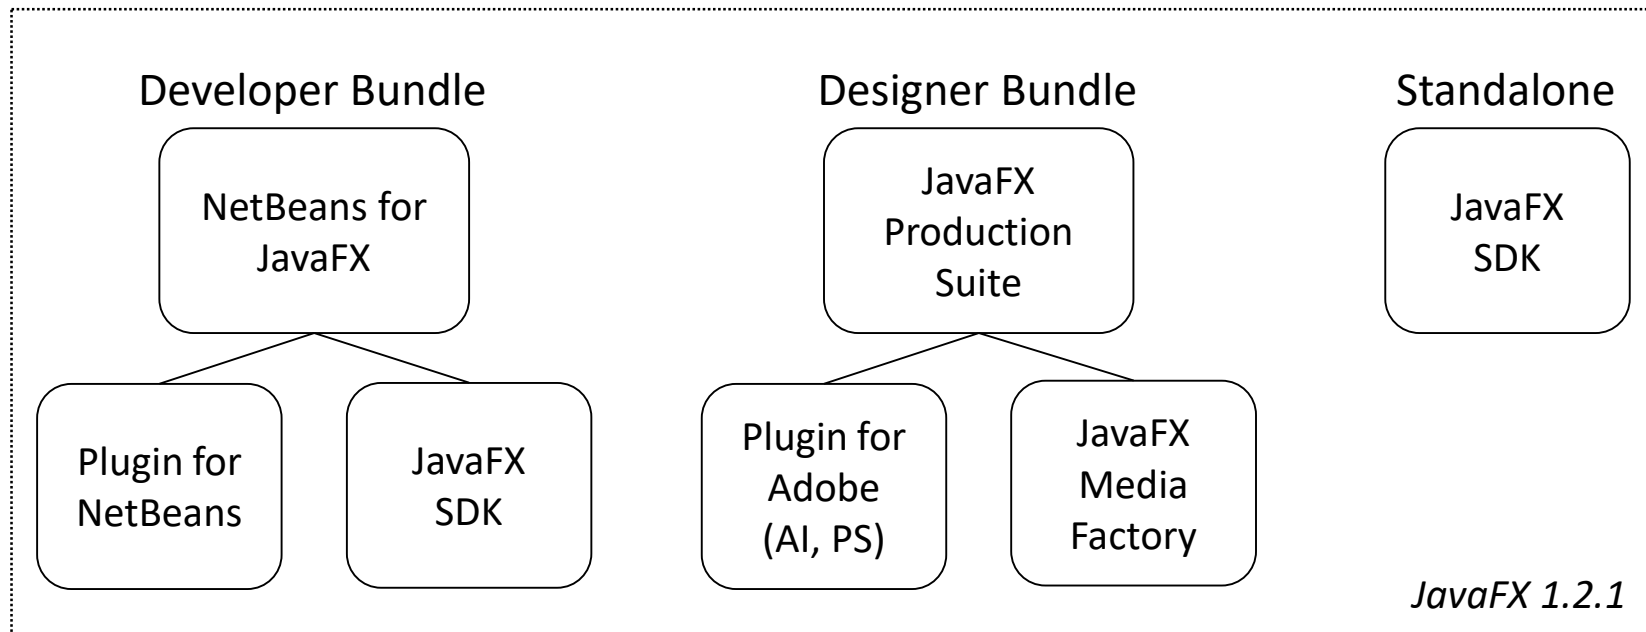 Developer Bundle
NetBeans for
JavaFX
Plugin for
NetBeans
JavaFX
SDK
Designer Bundle
JavaFX
Production
Suite
Plugin for
Adobe
(AI, PS)
JavaFX
Media
Factory
Standalone
JavaFX
SDK
JavaFX 1.2.1